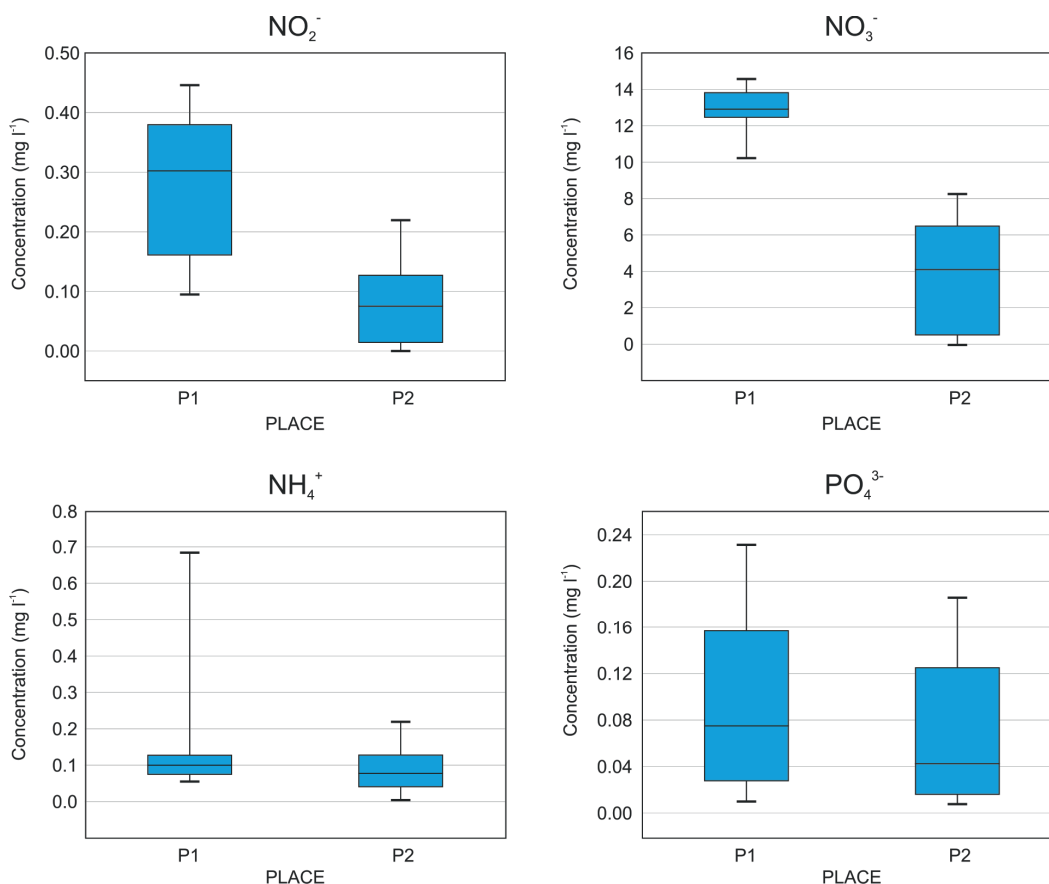 NO₂⁻
Concentration (mg l⁻¹)
0.50
0.40
0.30
0.20
0.10
0.00
P1 P2
PLACE
NO₃⁻
Concentration (mg l⁻¹)
16
14
12
10
8
6
4
2
0
P1 P2
PLACE
NH₄⁺
Concentration (mg l⁻¹)
0.8
0.7
0.6
0.5
0.4
0.3
0.2
0.1
0.0
P1 P2
PLACE
PO₄³⁻
Concentration (mg l⁻¹)
0.24
0.20
0.16
0.12
0.08
0.04
0.00
P1 P2
PLACE